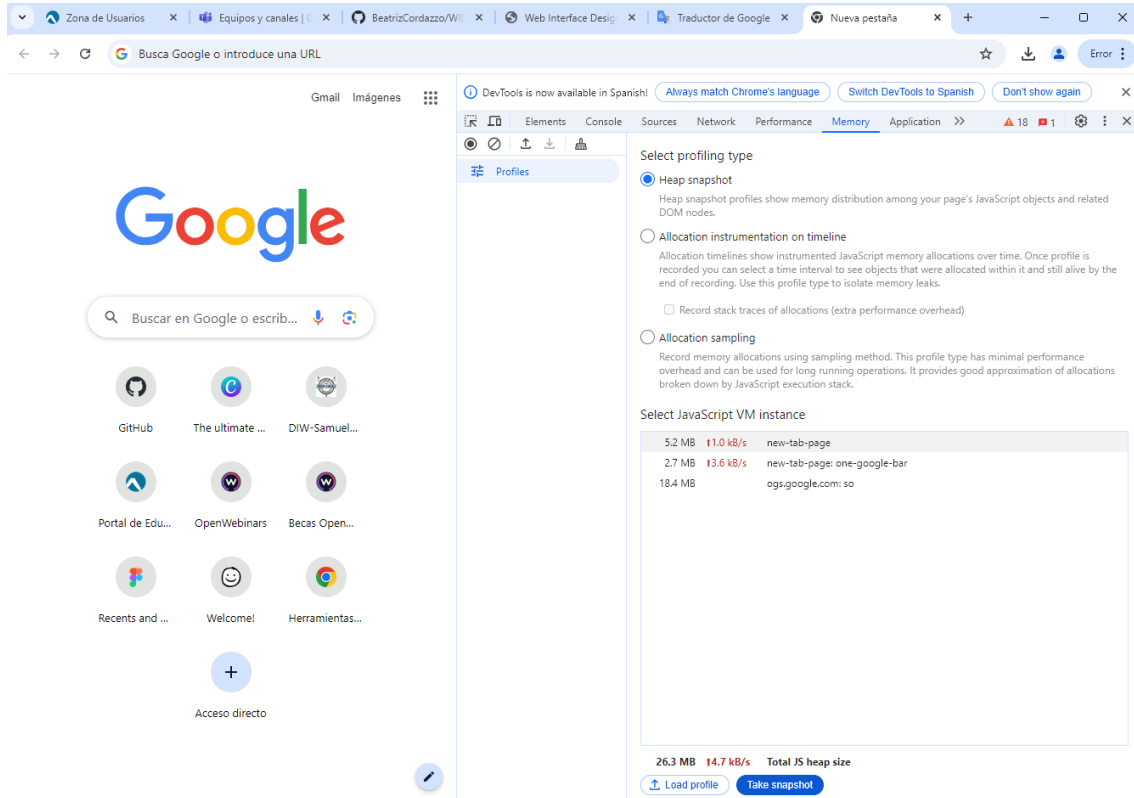 Zona de Usuarios
Equipos y canales | C
BeatrizCordazzo/WI
Web Interface Desig
Traductor de Google
Nueva pestaña
Busca Google o introduce una URL
Error
Gmail Imágenes
DevTools is now available in Spanish! Always match Chrome's language Switch DevTools to Spanish Don't show again
Elements Console Sources Network Performance Memory Application 18 1
Profiles
Google
Buscar en Google o escrib...
GitHub The ultimate ... DIW-Samuel...
Portal de Edu... OpenWebinars Becas Open...
Recents and ... Welcome! Herramientas...
Acceso directo
Select profiling type
Heap snapshot
Heap snapshot profiles show memory distribution among your page's JavaScript objects and related
DOM nodes.
Allocation instrumentation on timeline
Allocation timelines show instrumented JavaScript memory allocations over time. Once profile is
recorded you can select a time interval to see objects that were allocated within it and still alive by the
end of recording. Use this profile type to isolate memory leaks.
Record stack traces of allocations (extra performance overhead)
Allocation sampling
Record memory allocations using sampling method. This profile type has minimal performance
overhead and can be used for long running operations. It provides good approximation of allocations
broken down by JavaScript execution stack.
Select JavaScript VM instance
5.2 MB ⬆1.0 kB/s new-tab-page
2.7 MB ⬆3.6 kB/s new-tab-page: one-google-bar
18.4 MB ogs.google.com: so
26.3 MB ⬆4.7 kB/s Total JS heap size
Load profile Take snapshot